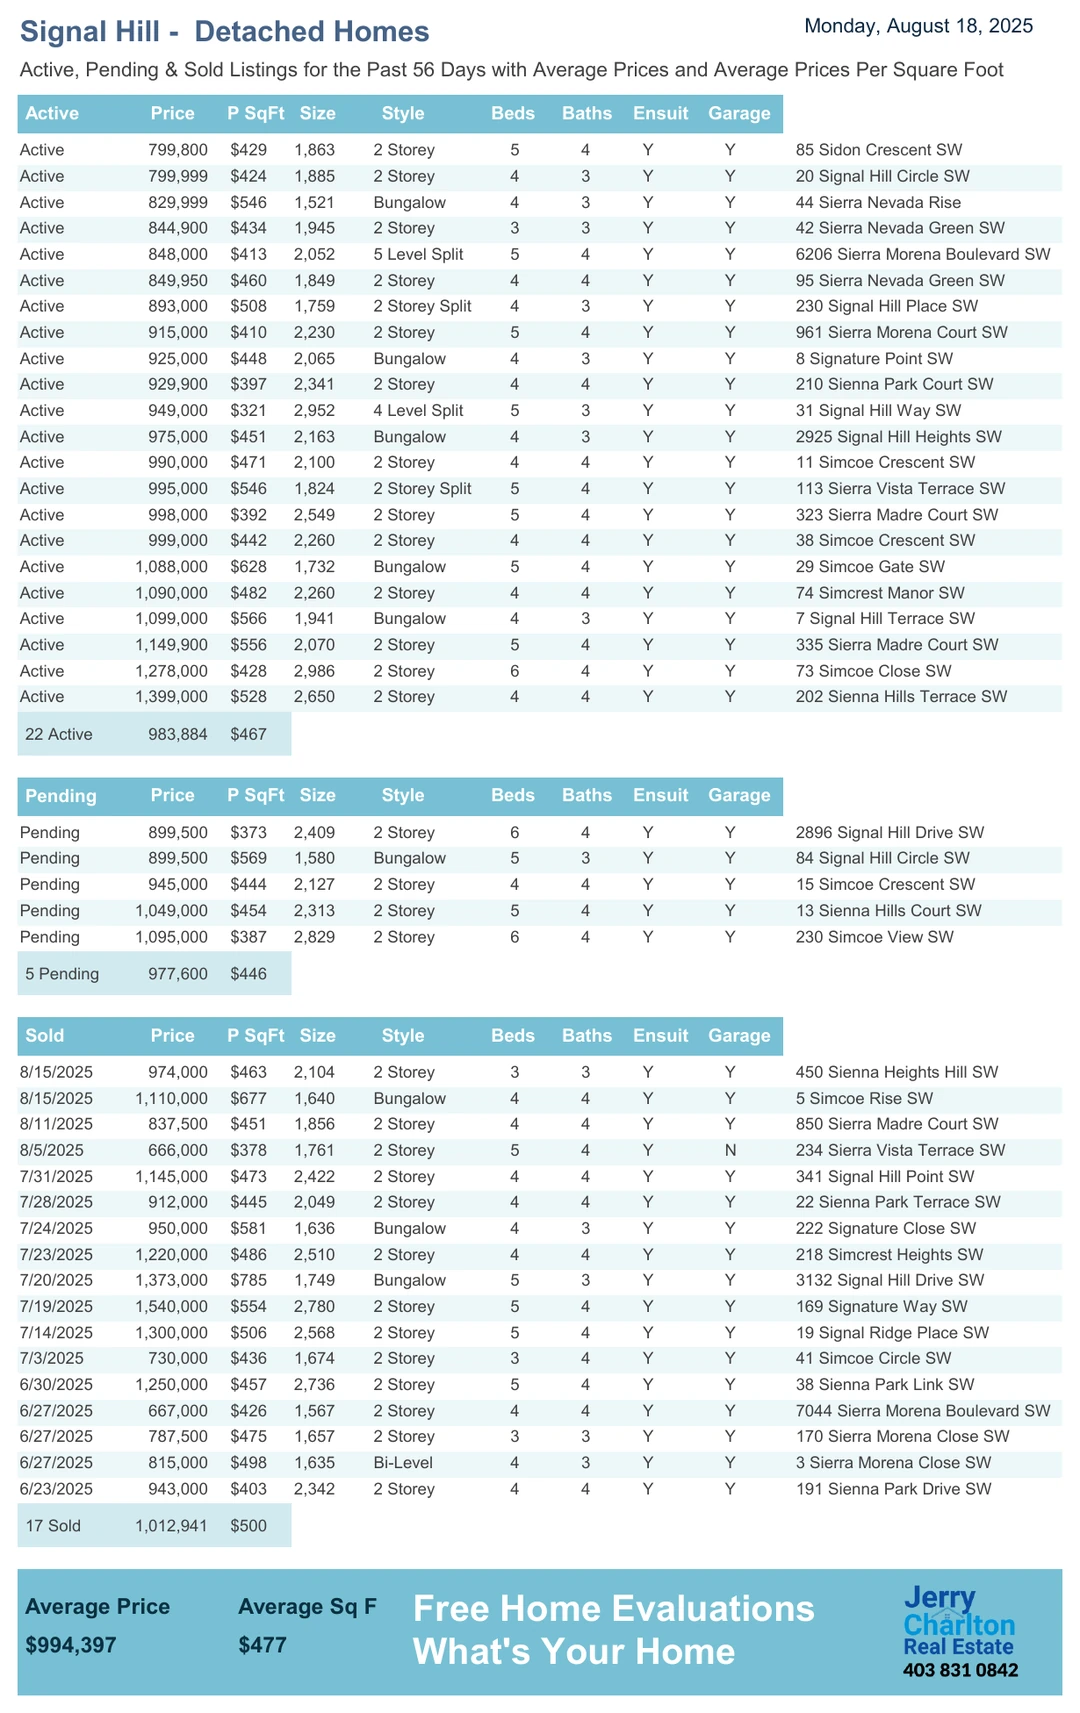 Signal Hill - Detached Homes
Monday, August 18, 2025
Active, Pending & Sold Listings for the Past 56 Days with Average Prices and Average Prices Per Square Foot
Active Price P SqFt Size Style Beds Baths Ensuit Garage
Active 799,800 $429 1,863 2 Storey 5 4 Y Y 85 Sidon Crescent SW
Active 799,999 $424 1,885 2 Storey 4 3 Y Y 20 Signal Hill Circle SW
Active 829,999 $546 1,521 Bungalow 4 3 Y Y 44 Sierra Nevada Rise
Active 844,900 $434 1,945 2 Storey 3 3 Y Y 42 Sierra Nevada Green SW
Active 848,000 $413 2,052 5 Level Split 5 4 Y Y 6206 Sierra Morena Boulevard SW
Active 849,950 $460 1,849 2 Storey 4 4 Y Y 95 Sierra Nevada Green SW
Active 893,000 $508 1,759 2 Storey Split 4 3 Y Y 230 Signal Hill Place SW
Active 915,000 $410 2,230 2 Storey 5 4 Y Y 961 Sierra Morena Court SW
Active 925,000 $448 2,065 Bungalow 4 3 Y Y 8 Signature Point SW
Active 929,900 $397 2,341 2 Storey 4 4 Y Y 210 Sienna Park Court SW
Active 949,000 $321 2,952 4 Level Split 5 3 Y Y 31 Signal Hill Way SW
Active 975,000 $451 2,163 Bungalow 4 3 Y Y 2925 Signal Hill Heights SW
Active 990,000 $471 2,100 2 Storey 4 4 Y Y 11 Simcoe Crescent SW
Active 995,000 $546 1,824 2 Storey Split 5 4 Y Y 113 Sierra Vista Terrace SW
Active 998,000 $392 2,549 2 Storey 5 4 Y Y 323 Sierra Madre Court SW
Active 999,000 $442 2,260 2 Storey 4 4 Y Y 38 Simcoe Crescent SW
Active 1,088,000 $628 1,732 Bungalow 5 4 Y Y 29 Simcoe Gate SW
Active 1,090,000 $482 2,260 2 Storey 4 4 Y Y 74 Simcrest Manor SW
Active 1,099,000 $566 1,941 Bungalow 4 3 Y Y 7 Signal Hill Terrace SW
Active 1,149,900 $556 2,070 2 Storey 5 4 Y Y 335 Sierra Madre Court SW
Active 1,278,000 $428 2,986 2 Storey 6 4 Y Y 73 Simcoe Close SW
Active 1,399,000 $528 2,650 2 Storey 4 4 Y Y 202 Sienna Hills Terrace SW
22 Active 983,884 $467
Pending Price P SqFt Size Style Beds Baths Ensuit Garage
Pending 899,500 $373 2,409 2 Storey 6 4 Y Y 2896 Signal Hill Drive SW
Pending 899,500 $569 1,580 Bungalow 5 3 Y Y 84 Signal Hill Circle SW
Pending 945,000 $444 2,127 2 Storey 4 4 Y Y 15 Simcoe Crescent SW
Pending 1,049,000 $454 2,313 2 Storey 5 4 Y Y 13 Sienna Hills Court SW
Pending 1,095,000 $387 2,829 2 Storey 6 4 Y Y 230 Simcoe View SW
5 Pending 977,600 $446
Sold Price P SqFt Size Style Beds Baths Ensuit Garage
8/15/2025 974,000 $463 2,104 2 Storey 3 3 Y Y 450 Sienna Heights Hill SW
8/15/2025 1,110,000 $677 1,640 Bungalow 4 4 Y Y 5 Simcoe Rise SW
8/11/2025 837,500 $451 1,856 2 Storey 4 4 Y Y 850 Sierra Madre Court SW
8/5/2025 666,000 $378 1,761 2 Storey 5 4 Y N 234 Sierra Vista Terrace SW
7/31/2025 1,145,000 $473 2,422 2 Storey 4 4 Y Y 341 Signal Hill Point SW
7/28/2025 912,000 $445 2,049 2 Storey 4 4 Y Y 22 Sienna Park Terrace SW
7/24/2025 950,000 $581 1,636 Bungalow 4 3 Y Y 222 Signature Close SW
7/23/2025 1,220,000 $486 2,510 2 Storey 4 4 Y Y 218 Simcrest Heights SW
7/20/2025 1,373,000 $785 1,749 Bungalow 5 3 Y Y 3132 Signal Hill Drive SW
7/19/2025 1,540,000 $554 2,780 2 Storey 5 4 Y Y 169 Signature Way SW
7/14/2025 1,300,000 $506 2,568 2 Storey 5 4 Y Y 19 Signal Ridge Place SW
7/3/2025 730,000 $436 1,674 2 Storey 3 4 Y Y 41 Simcoe Circle SW
6/30/2025 1,250,000 $457 2,736 2 Storey 5 4 Y Y 38 Sienna Park Link SW
6/27/2025 667,000 $426 1,567 2 Storey 4 4 Y Y 7044 Sierra Morena Boulevard SW
6/27/2025 787,500 $475 1,657 2 Storey 3 3 Y Y 170 Sierra Morena Close SW
6/27/2025 815,000 $498 1,635 Bi-Level 4 3 Y Y 3 Sierra Morena Close SW
6/23/2025 943,000 $403 2,342 2 Storey 4 4 Y Y 191 Sienna Park Drive SW
17 Sold 1,012,941 $500
Average Price Average Sq F
$994,397 $477
Free Home Evaluations
What's Your Home
Jerry
Charlton
Real Estate
403 831 0842